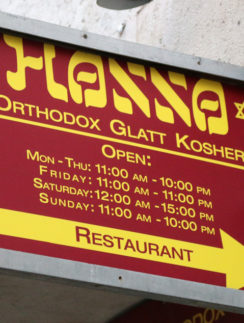 HANNA
ORTHODOX GLATT KOSHER
OPEN:
MON - THU: 11:00 AM - 10:00 PM
FRIDAY: 11:00 AM - 11:00 PM
SATURDAY: 12:00 AM - 15:00 PM
SUNDAY: 11:00 AM - 10:00 PM
RESTAURANT